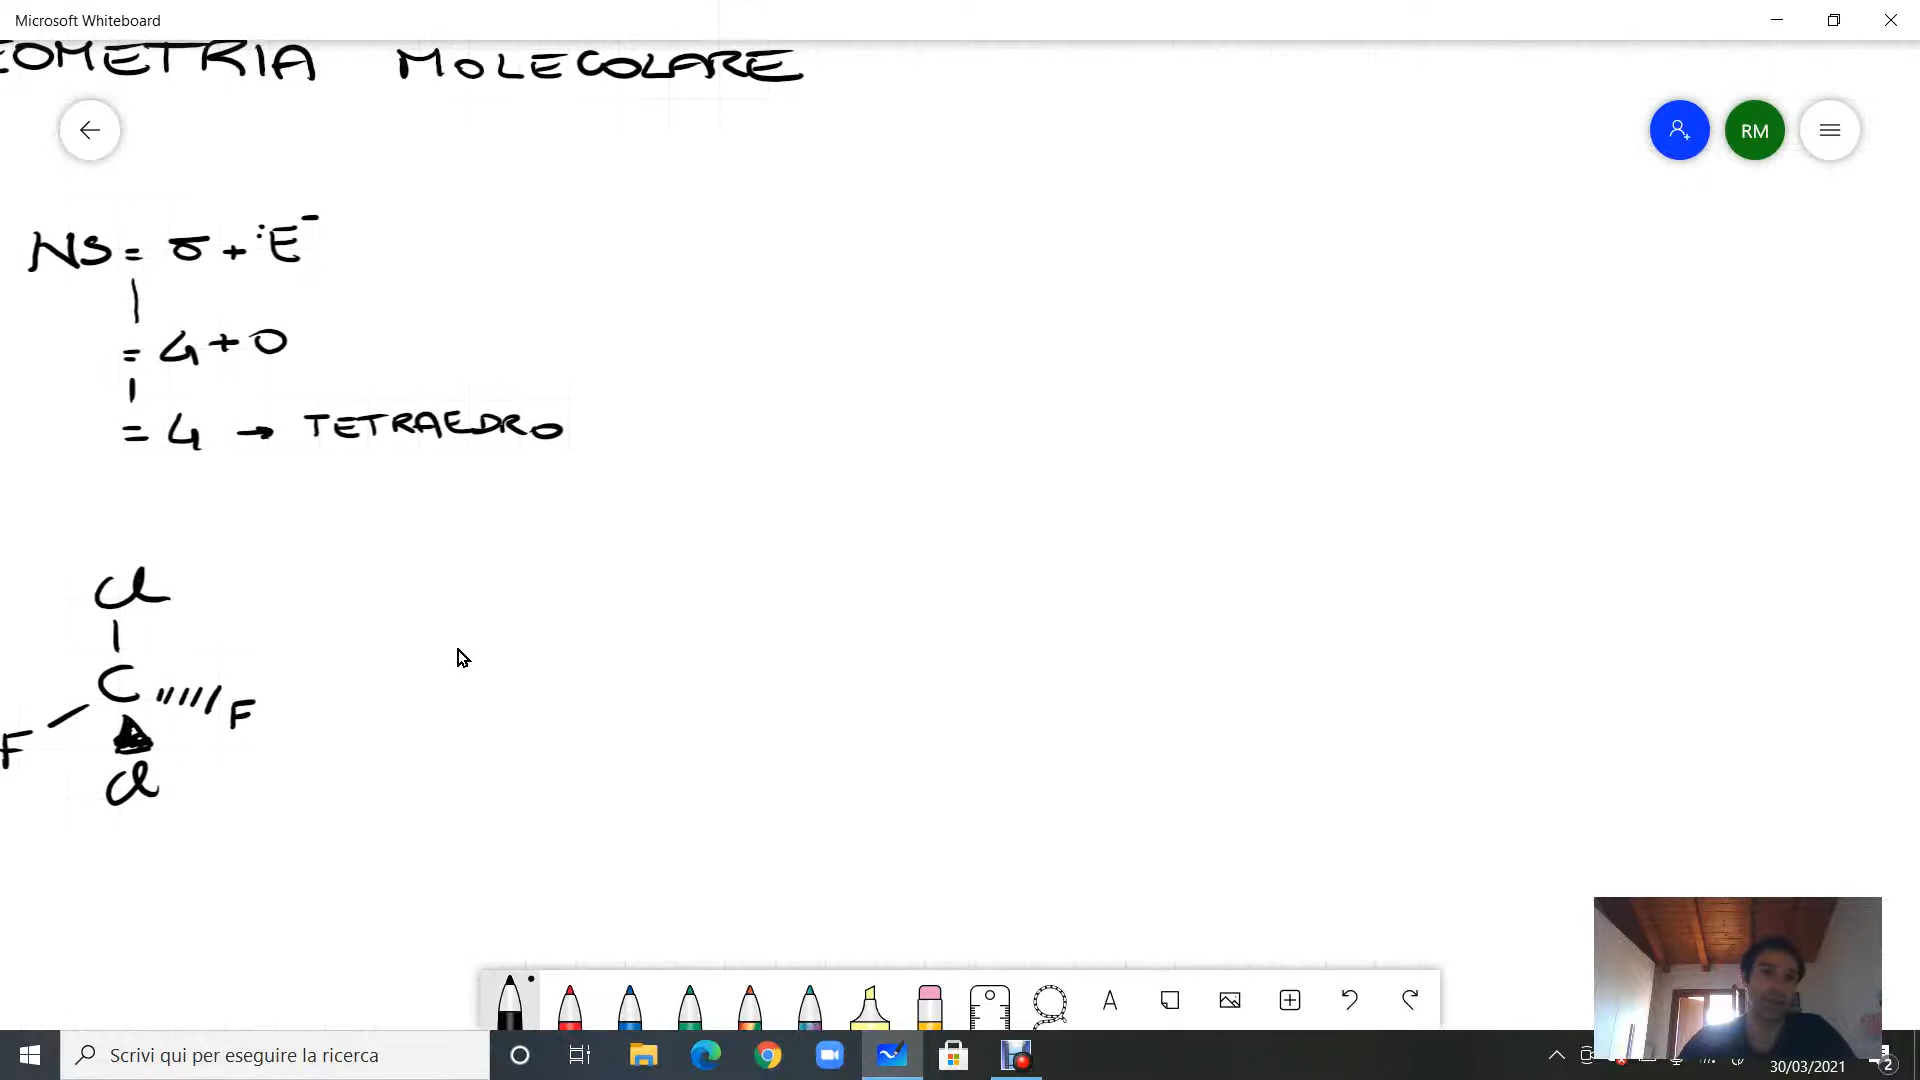 Microsoft Whiteboard
EOMETRIA MOLECOLARE
RM
NS = σ + :E⁻
= 4 + 0
= 4 → TETRAEDRO
Cl
C
F
F
Cl
A
Scrivi qui per eseguire la ricerca
30/03/2021
2